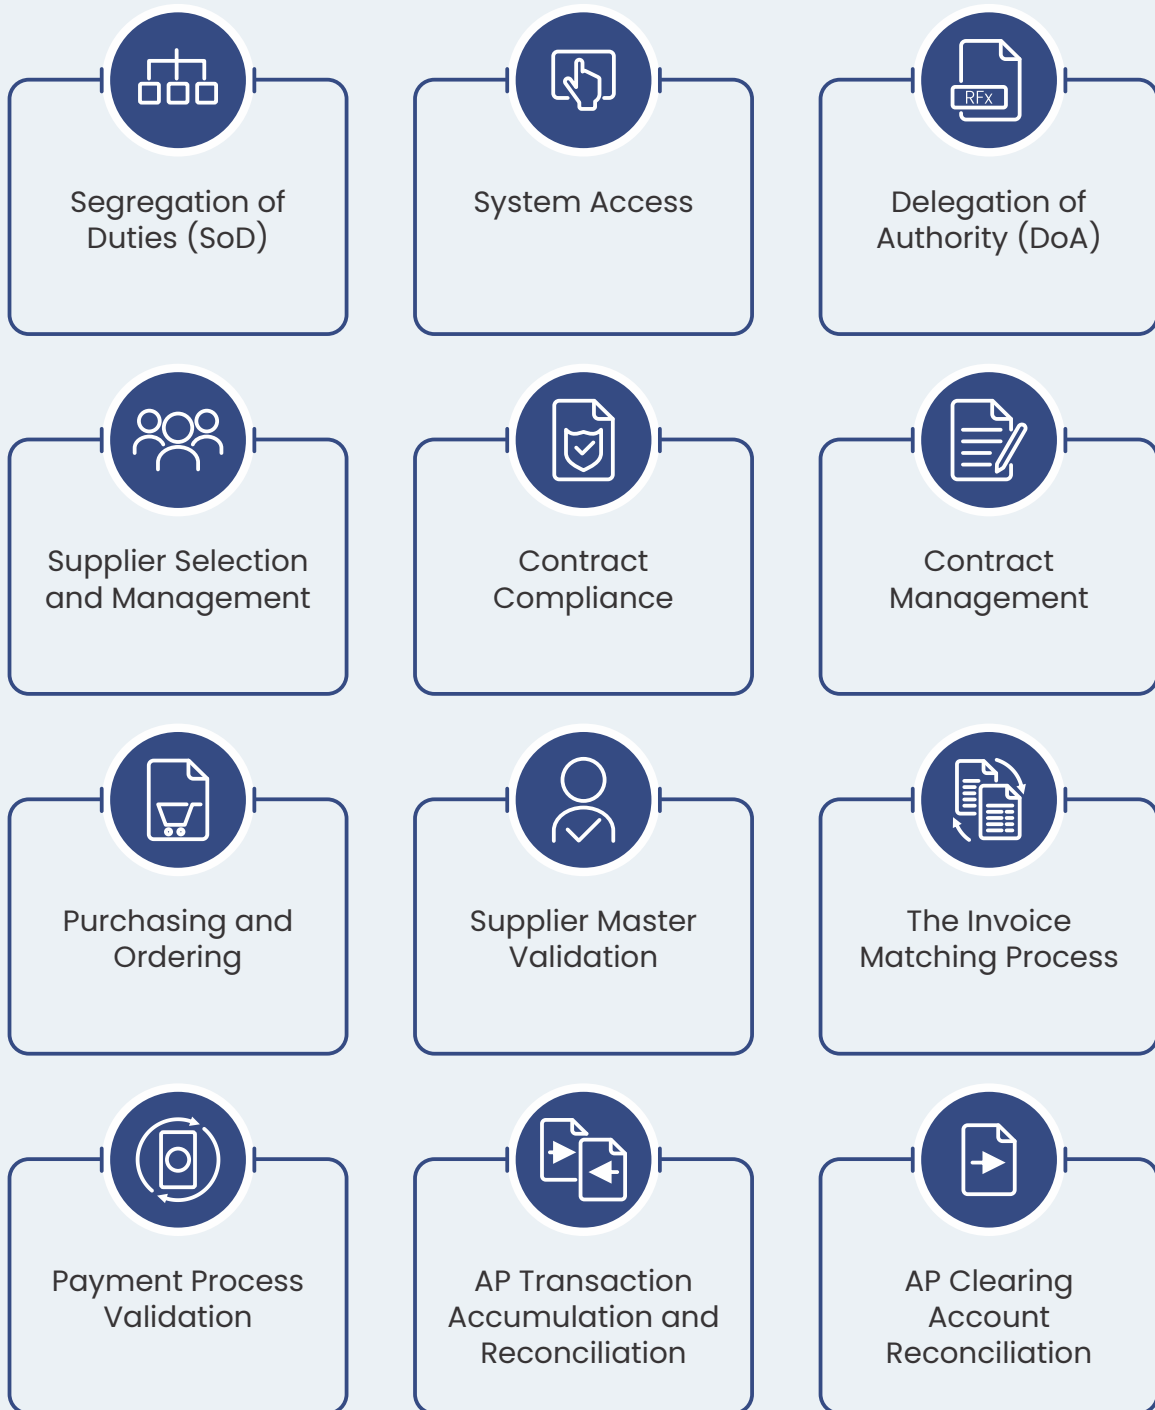 RFx
Segregation of
Duties (SoD)
System Access
Delegation of
Authority (DoA)
Supplier Selection
and Management
Contract
Compliance
Contract
Management
Purchasing and
Ordering
Supplier Master
Validation
The Invoice
Matching Process
Payment Process
Validation
AP Transaction
Accumulation and
Reconciliation
AP Clearing
Account
Reconciliation